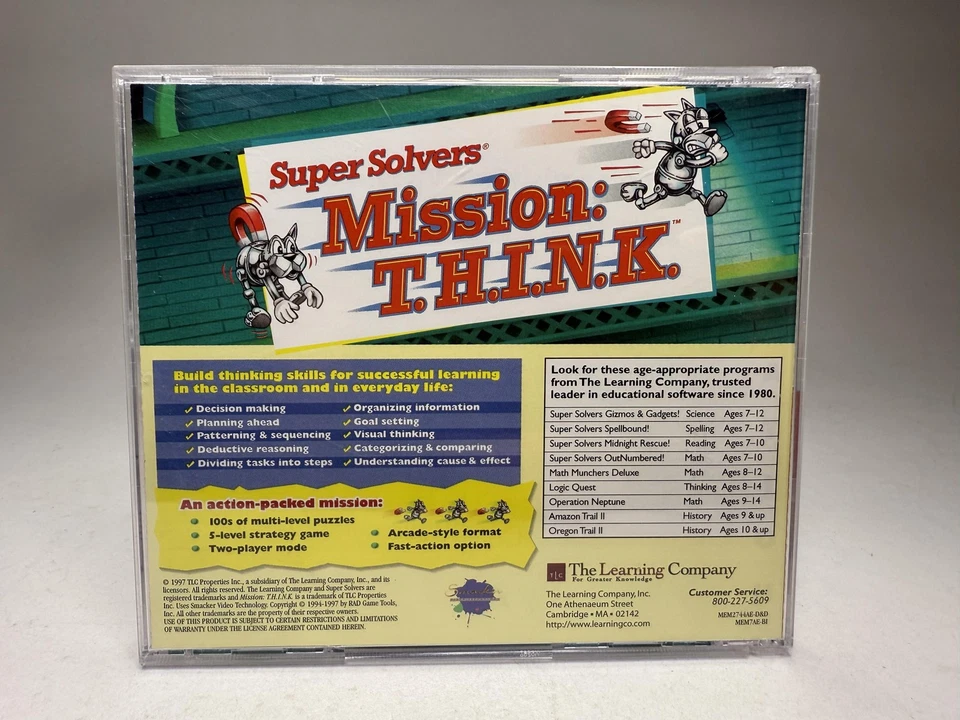 Super Solvers®
Mission:
T.H.I.N.K.™
Build thinking skills for successful learning
in the classroom and in everyday life:
✓ Decision making
✓ Planning ahead
✓ Patterning & sequencing
✓ Deductive reasoning
✓ Dividing tasks into steps
✓ Organizing information
✓ Goal setting
✓ Visual thinking
✓ Categorizing & comparing
✓ Understanding cause & effect
An action-packed mission:
• 100s of multi-level puzzles
• 5-level strategy game
• Two-player mode
• Arcade-style format
• Fast-action option
Look for these age-appropriate programs
from The Learning Company, trusted
leader in educational software since 1980.
Super Solvers Gizmos & Gadgets! Science Ages 7–12
Super Solvers Spellbound! Spelling Ages 7–12
Super Solvers Midnight Rescue! Reading Ages 7–10
Super Solvers OutNumbered! Math Ages 7–10
Math Munchers Deluxe Math Ages 8–12
Logic Quest Thinking Ages 8–14
Operation Neptune Math Ages 9–14
Amazon Trail II History Ages 9 & up
Oregon Trail II History Ages 10 & up
© 1997 TLC Properties Inc., a subsidiary of The Learning Company, Inc., and its
licensors. All rights reserved. The Learning Company and Super Solvers are
registered trademarks and Mission: T.H.I.N.K is a trademark of TLC Properties
Inc. Uses Smacker Video Technology. Copyright © 1994-1997 by RAD Game Tools,
Inc. All other trademarks are the property of their respective owners.
USE OF THIS PRODUCT IS SUBJECT TO CERTAIN RESTRICTIONS AND LIMITATIONS
OF WARRANTY UNDER THE LICENSE AGREEMENT CONTAINED HEREIN.
TLC The Learning Company
For Greater Knowledge
The Learning Company, Inc.
One Athenaeum Street
Cambridge • MA • 02142
http://www.learningco.com
Customer Service:
800-227-5609
MEM2744AE-D&D
MEM7AE-BI